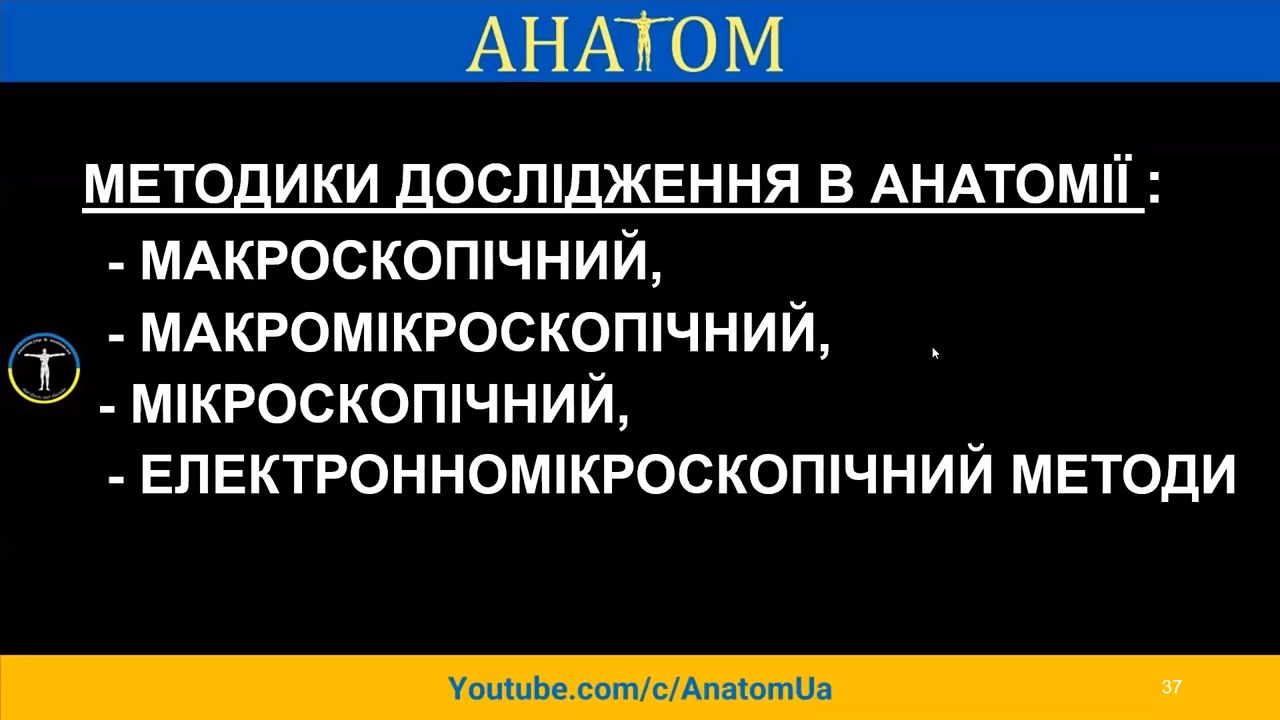 АНАТОМ
МЕТОДИКИ ДОСЛІДЖЕННЯ В АНАТОМІЇ :
- МАКРОСКОПІЧНИЙ,
- МАКРОМІКРОСКОПІЧНИЙ,
- МІКРОСКОПІЧНИЙ,
- ЕЛЕКТРОННОМІКРОСКОПІЧНИЙ МЕТОДИ
Youtube.com/c/AnatomUa
37